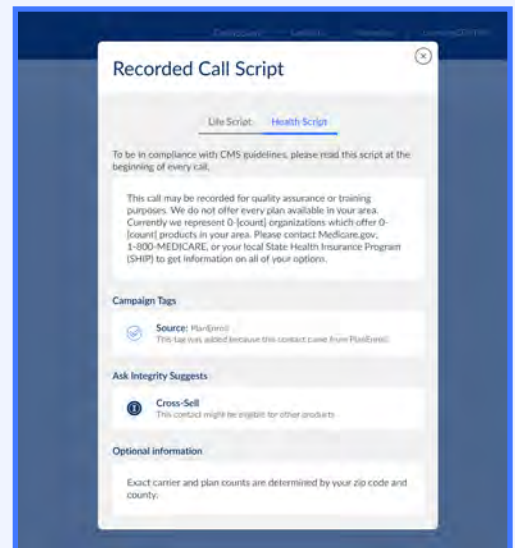 Recorded Call Script
Life Script Health Script
To be in compliance with CMS guidelines, please read this script at the
beginning of every call.
This call may be recorded for quality assurance or training
purposes. We do not offer every plan available in your area.
Currently we represent 0-[count] organizations which offer 0-
[count] products in your area. Please contact Medicare.gov,
1-800-MEDICARE, or your local State Health Insurance Program
(SHIP) to get information on all of your options.
Campaign Tags
Source: PlanEnroll
This tag was added because this contact came from PlanEnroll.
Ask Integrity Suggests
Cross-Sell
This contact might be eligible for other products
Optional information
Exact carrier and plan counts are determined by your zip code and
county.